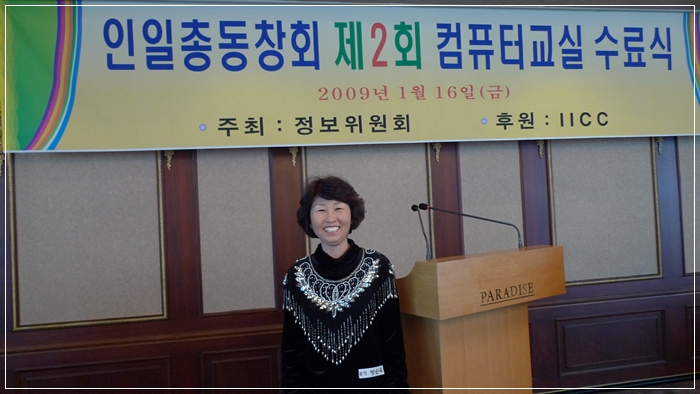 인일총동창회 제2회 컴퓨터교실 수료식
2009년 1월 16일(금)
주최 : 정보위원회 후원 : IICC
PARADISE